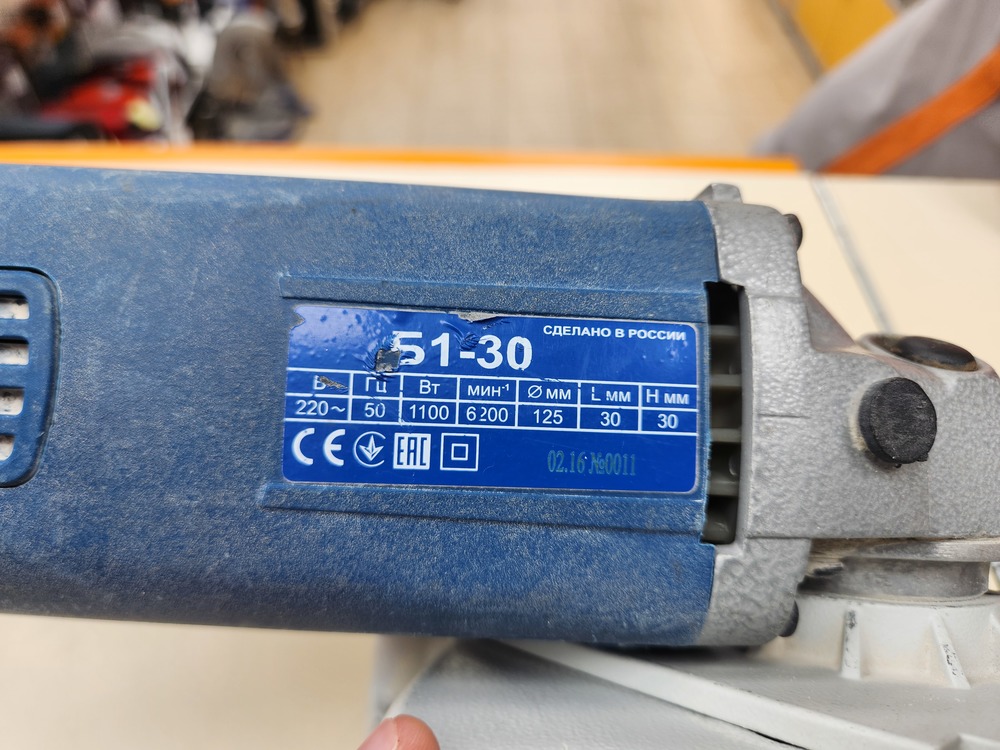 СДЕЛАНО В РОССИИ
Б1-30
В Гц Вт мин⁻¹ ⌀ мм L мм H мм
220~ 50 1100 6200 125 30 30
CE EAC
02.16 №0011